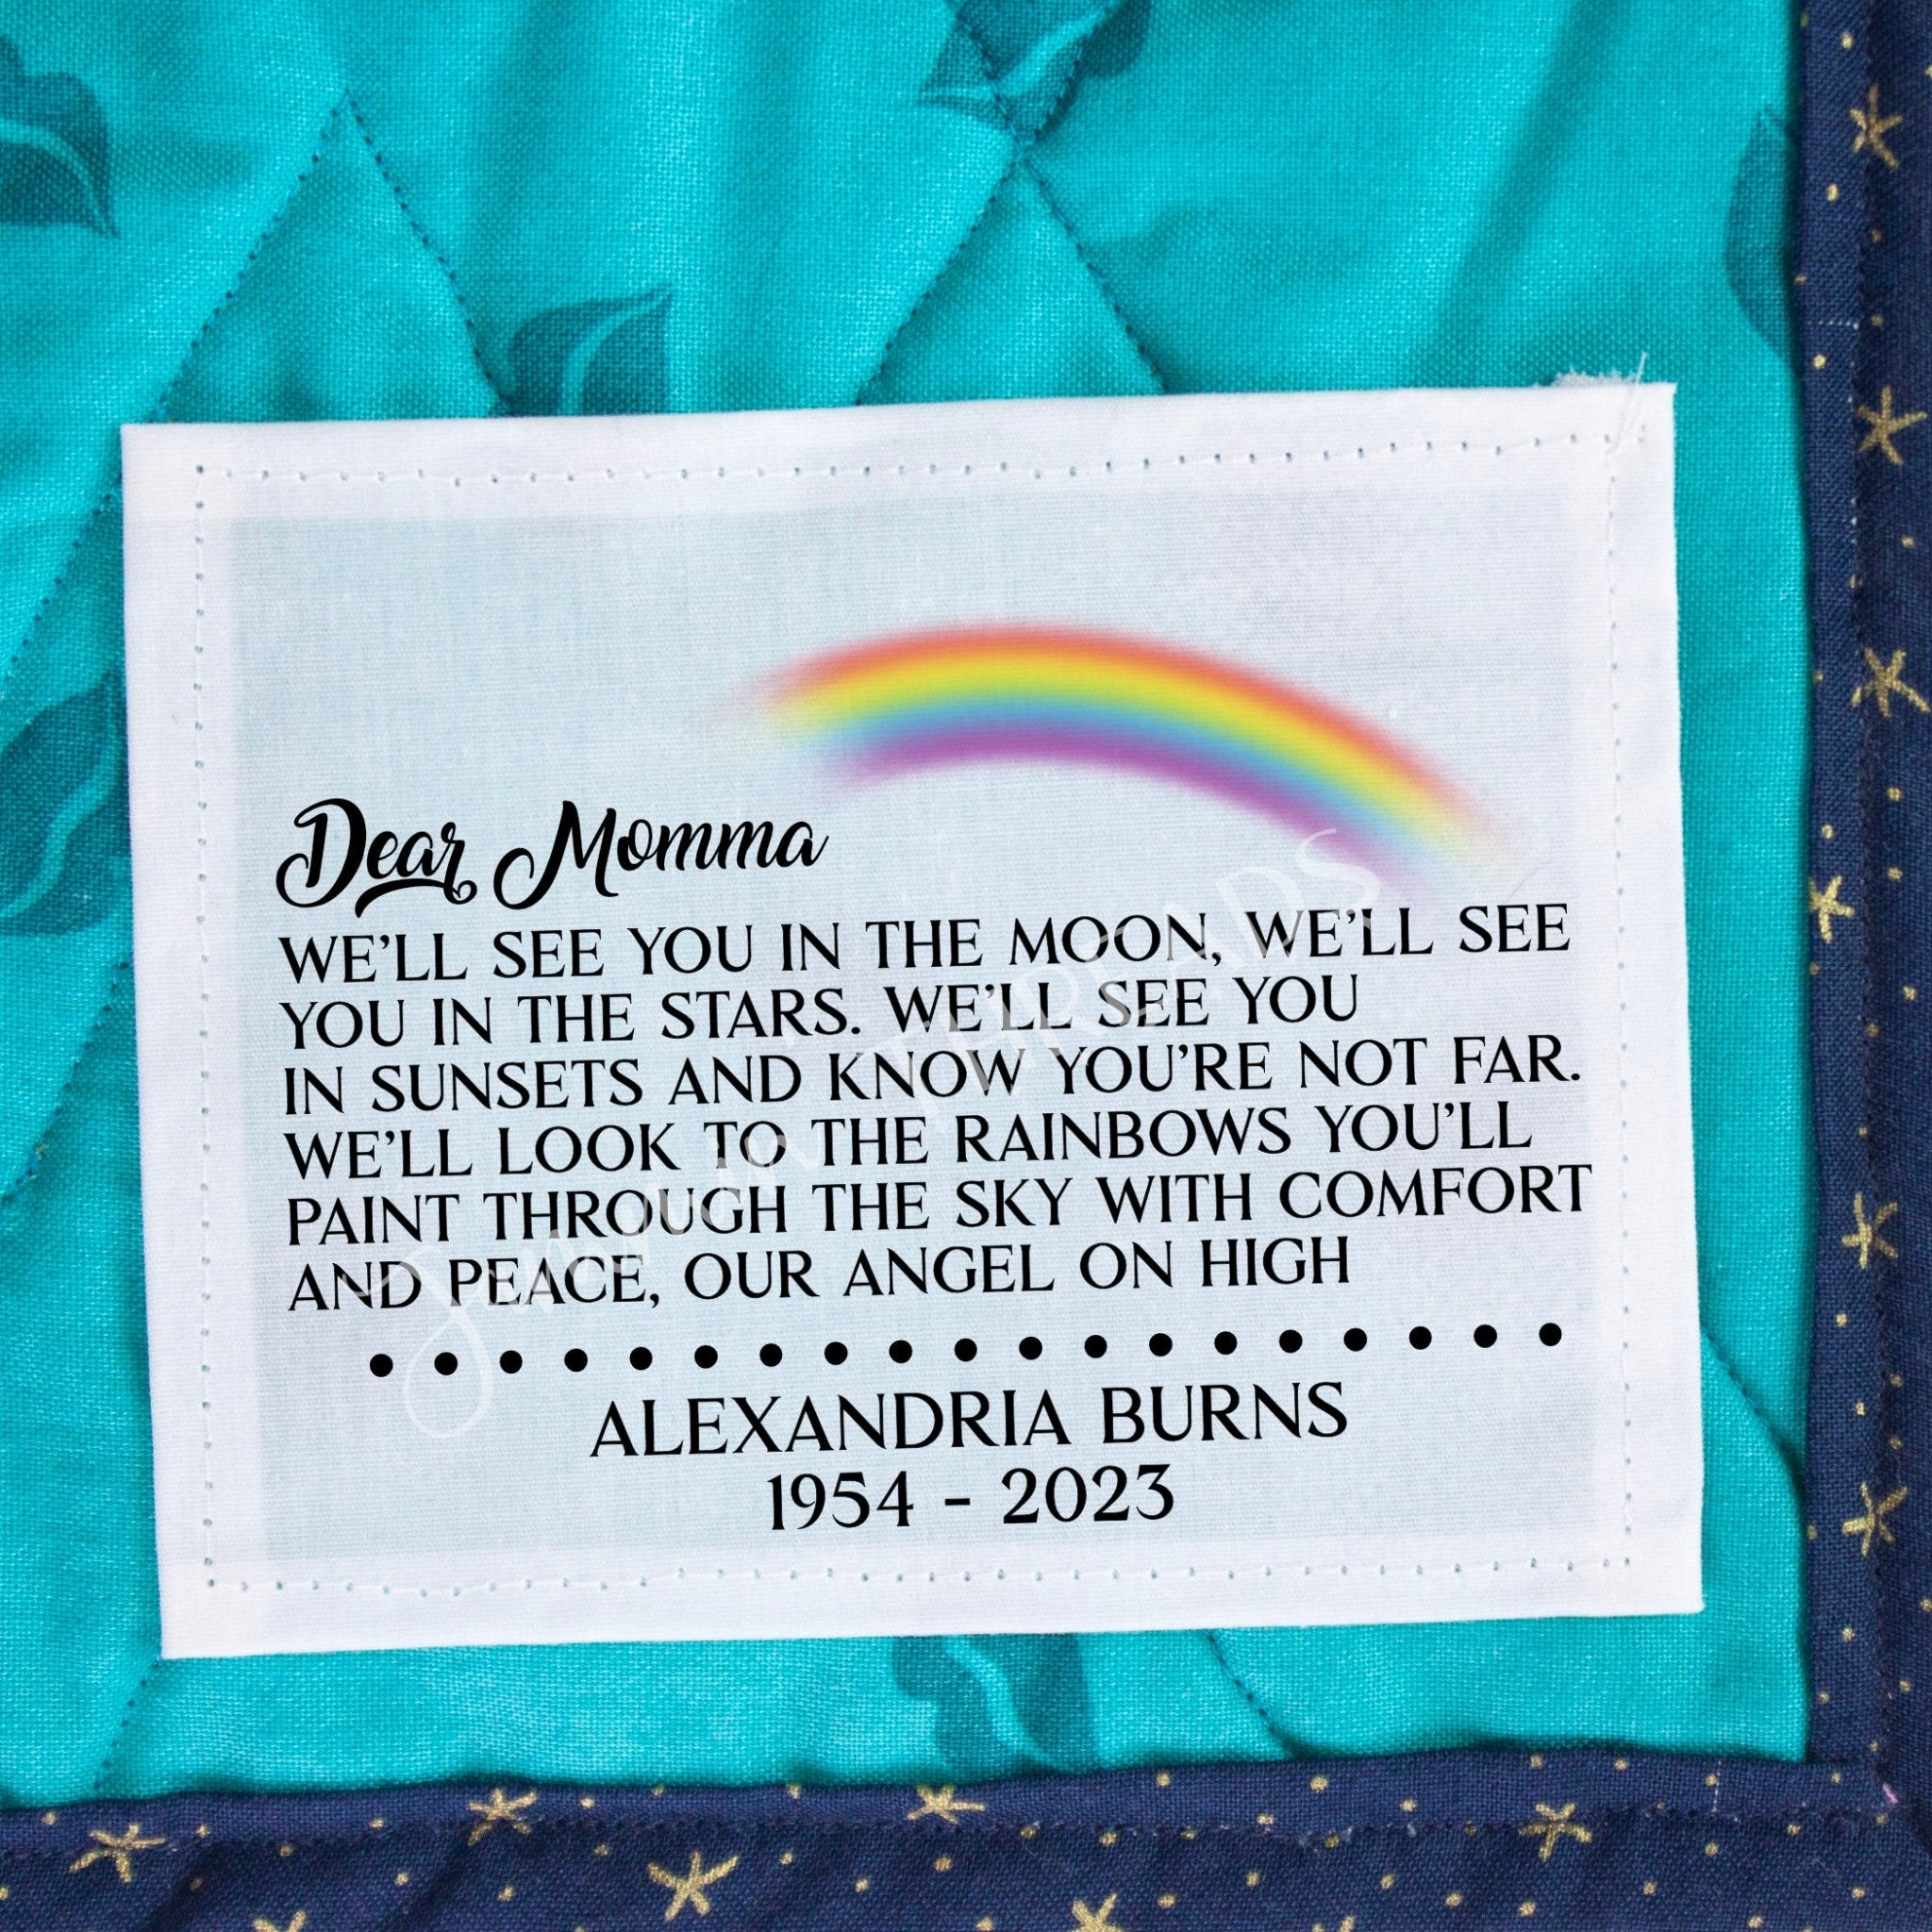 Dear Momma
WE'LL SEE YOU IN THE MOON, WE'LL SEE
YOU IN THE STARS. WE'LL SEE YOU
IN SUNSETS AND KNOW YOU'RE NOT FAR.
WE'LL LOOK TO THE RAINBOWS YOU'LL
PAINT THROUGH THE SKY WITH COMFORT
AND PEACE, OUR ANGEL ON HIGH
ALEXANDRIA BURNS
1954 - 2023
THREADS